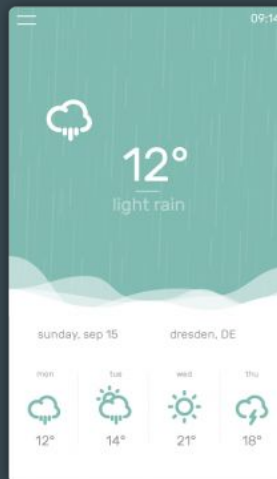 09:14
12°
light rain
sunday, sep 15 dresden, DE
mon tue wed thu
12° 14° 21° 18°